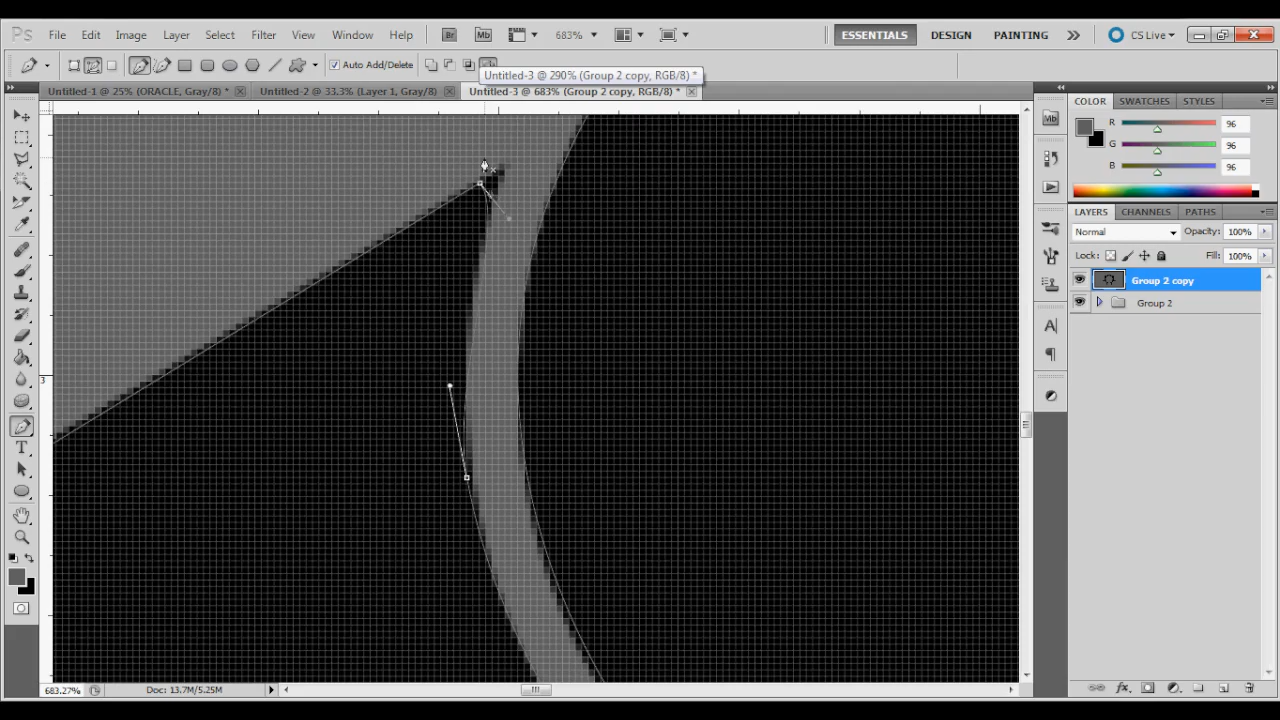 Ps File Edit Image Layer Select Filter View Window Help Br Mb 683% ESSENTIALS DESIGN PAINTING CS Live
Auto Add/Delete
Untitled-3 @ 290% (Group 2 copy, RGB/8) *
Untitled-1 @ 25% (ORACLE, Gray/8) * Untitled-2 @ 33.3% (Layer 1, Gray/8) Untitled-3 @ 683% (Group 2 copy, RGB/8) *
COLOR SWATCHES STYLES
Mb
R 96
G 96
B 96
LAYERS CHANNELS PATHS
Normal Opacity: 100%
Lock: Fill: 100%
Group 2 copy
Group 2
3
683.27% Doc: 13.7M/5.25M